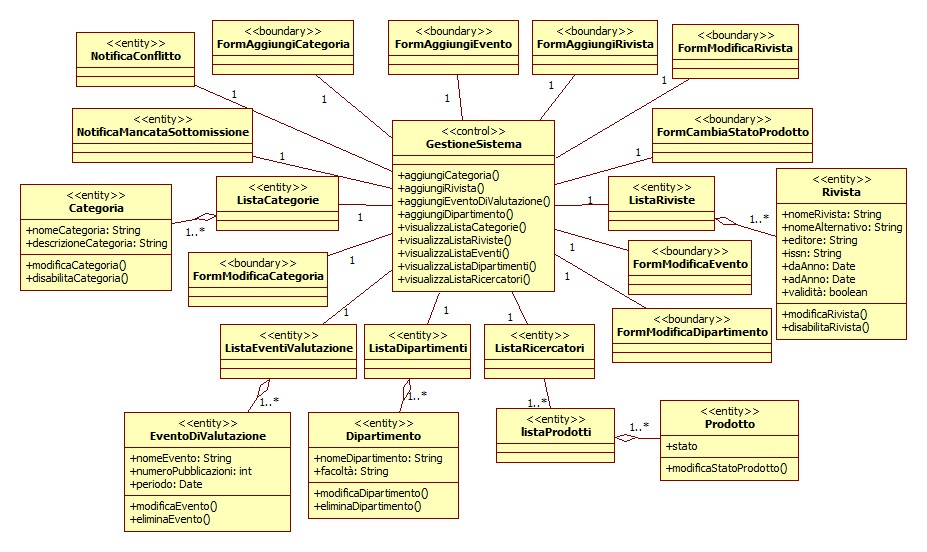 <<entity>>
NotificaConflitto
<<boundary>>
FormAggiungiCategoria
<<boundary>>
FormAggiungiEvento
<<boundary>>
FormAggiungiRivista
<<boundary>>
FormModificaRivista
1
1
1
1
1
<<entity>>
NotificaMancataSottomissione
1
<<control>>
GestioneSistema
+aggiungiCategoria()
+aggiungiRivista()
+aggiungiEventoDiValutazione()
+aggiungiDipartimento()
+visualizzaListaCategorie()
+visualizzaListaRiviste()
+visualizzaListaEventi()
+visualizzaListaDipartimenti()
+visualizzaListaRicercatori()
<<boundary>>
FormCambiaStatoProdotto
1
<<entity>>
Categoria
+nomeCategoria: String
+descrizioneCategoria: String
+modificaCategoria()
+disabilitaCategoria()
1..*
<<entity>>
ListaCategorie
1
<<entity>>
ListaRiviste
1
1..*
<<entity>>
Rivista
+nomeRivista: String
+nomeAlternativo: String
+editore: String
+issn: String
+daAnno: Date
+adAnno: Date
+validità: boolean
+modificaRivista()
+disabilitaRivista()
<<boundary>>
FormModificaCategoria
1
<<boundary>>
FormModificaEvento
1
<<boundary>>
FormModificaDipartimento
1
<<entity>>
ListaEventiValutazione
1
<<entity>>
ListaDipartimenti
1
<<entity>>
ListaRicercatori
1
1..*
1..*
1..*
<<entity>>
EventoDiValutazione
+nomeEvento: String
+numeroPubblicazioni: int
+periodo: Date
+modificaEvento()
+eliminaEvento()
<<entity>>
Dipartimento
+nomeDipartimento: String
+facoltà: String
+modificaDipartimento()
+eliminaDipartimento()
<<entity>>
listaProdotti
1..*
<<entity>>
Prodotto
+stato
+modificaStatoProdotto()